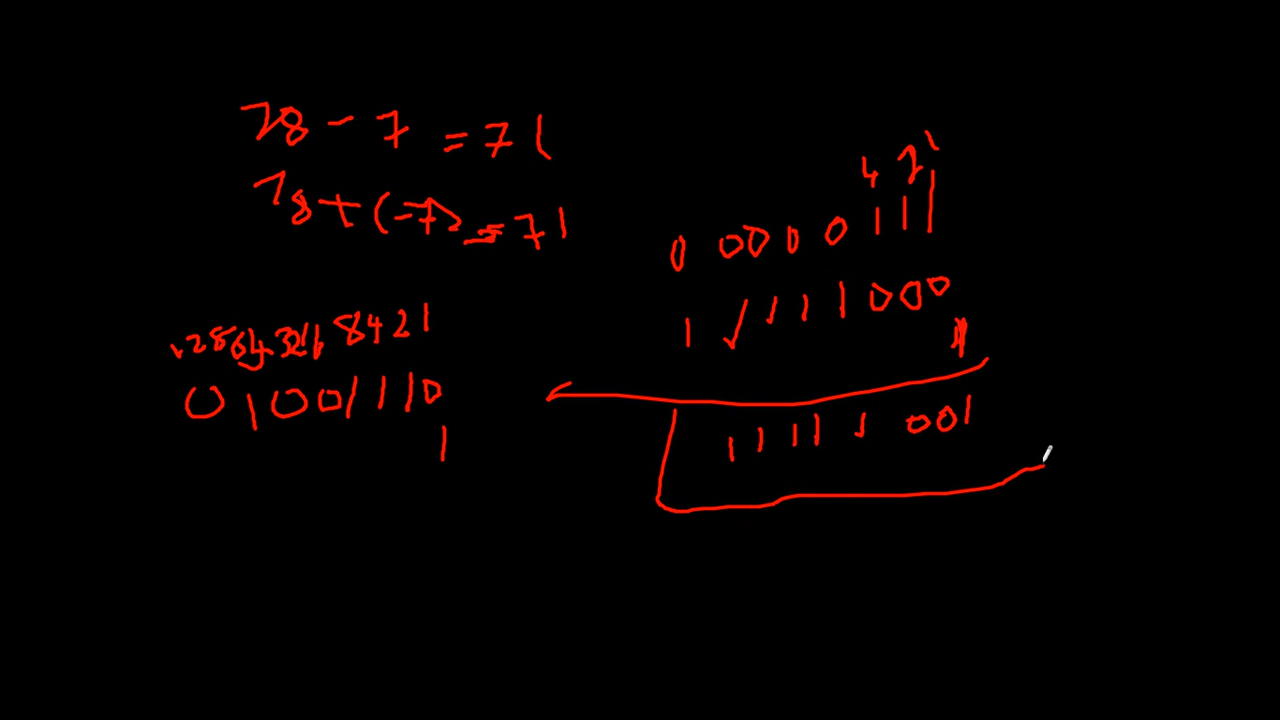 78 - 7 = 71
78 + (-7) = 71
128 64 32 16 8 4 2 1
0 1 0 0 1 1 1 0
1
4 2 1
0 0 0 0 0 1 1 1
1 1 1 1 1 0 0 0
1
1 1 1 1 1 0 0 1